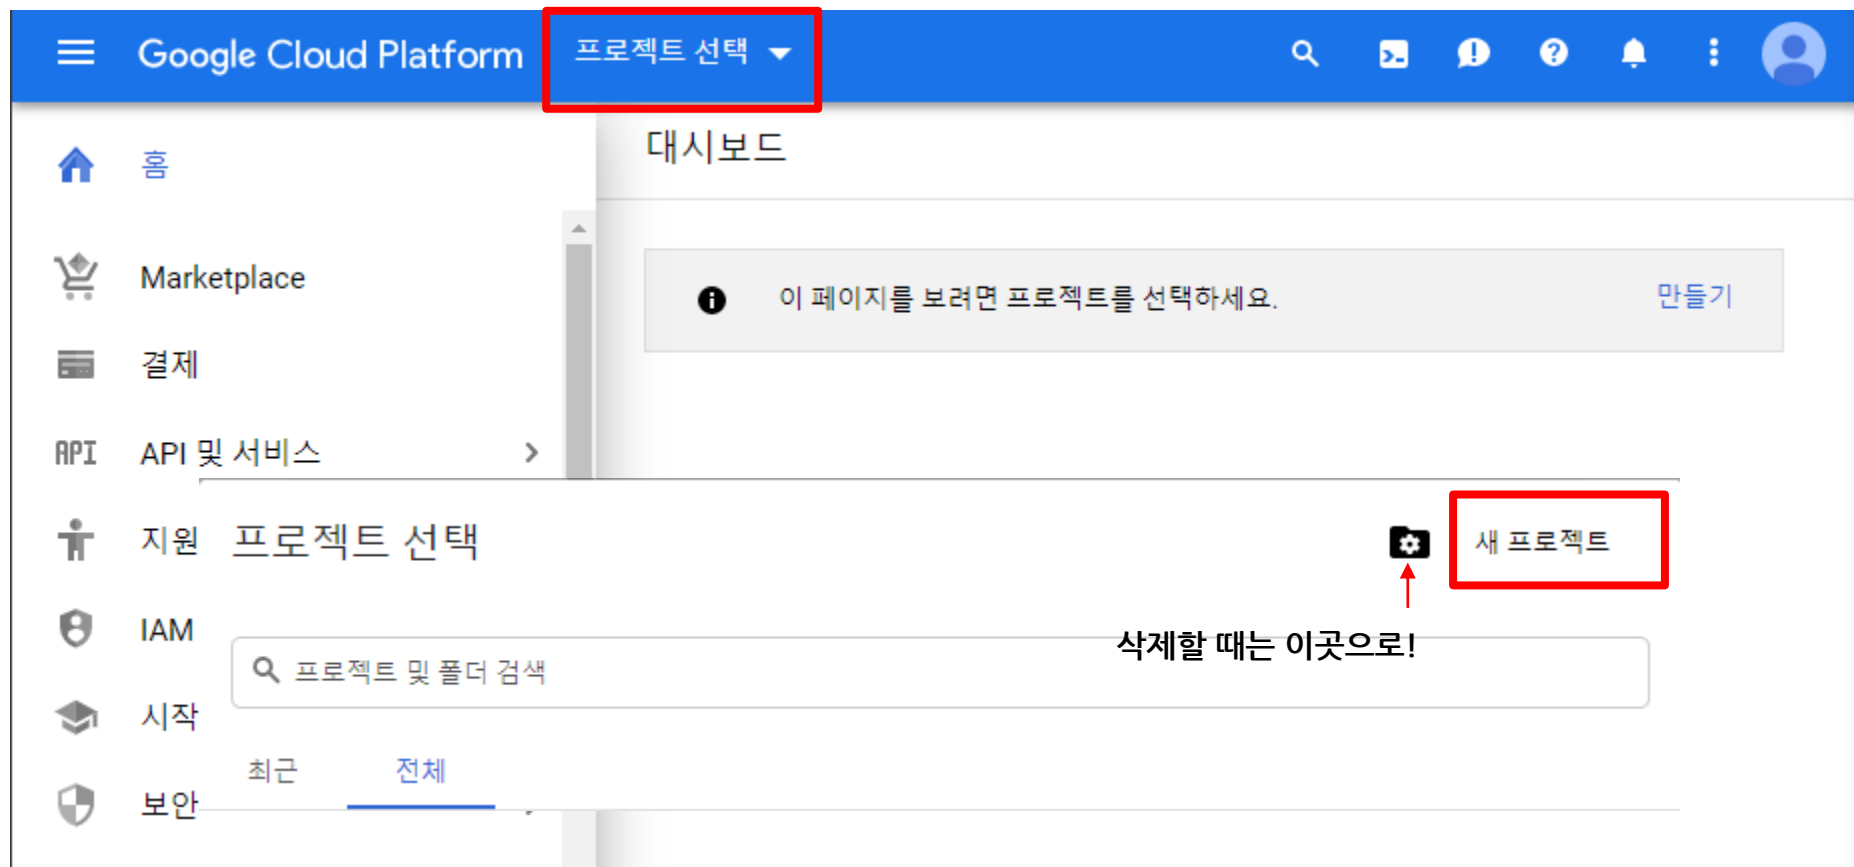 Google Cloud Platform
프로젝트 선택
대시보드
홈
Marketplace
이 페이지를 보려면 프로젝트를 선택하세요.
만들기
결제
API
API 및 서비스
지원
프로젝트 선택
새 프로젝트
삭제할 때는 이곳으로!
IAM
프로젝트 및 폴더 검색
시작
최근
전체
보안